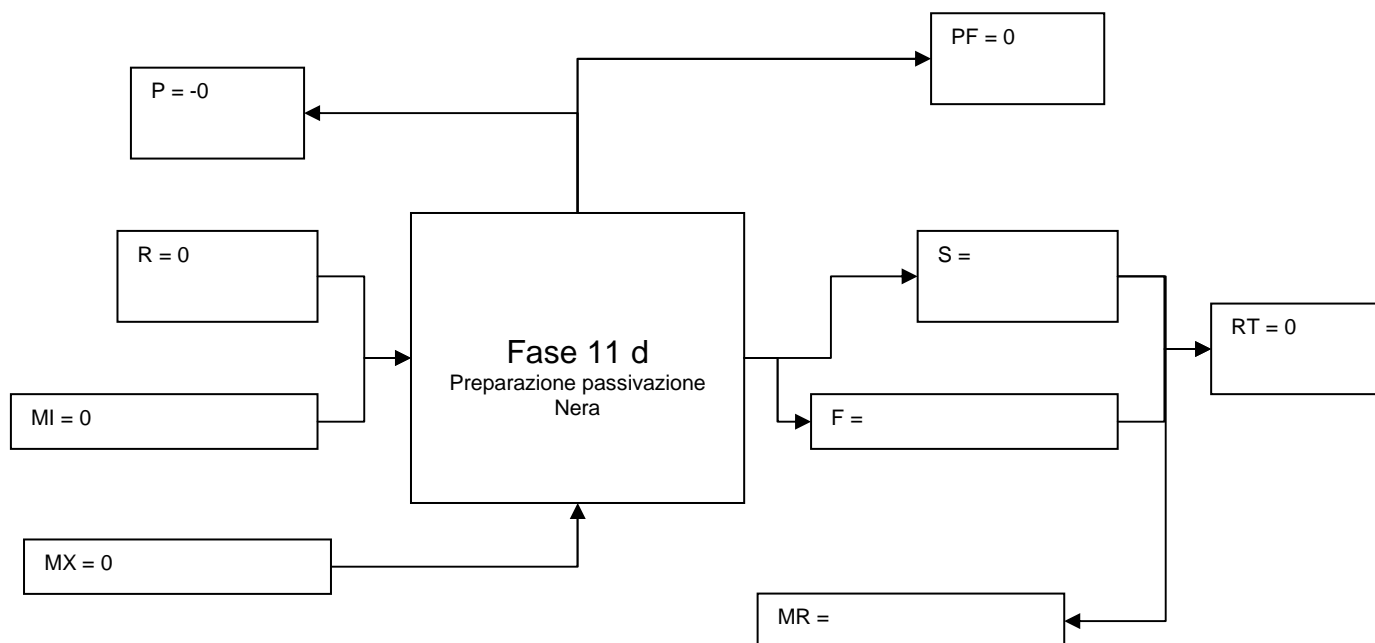 PF = 0
P = -0
R = 0
S =
RT = 0
Fase 11 d
Preparazione passivazione
Nera
MI = 0
F =
MX = 0
MR =